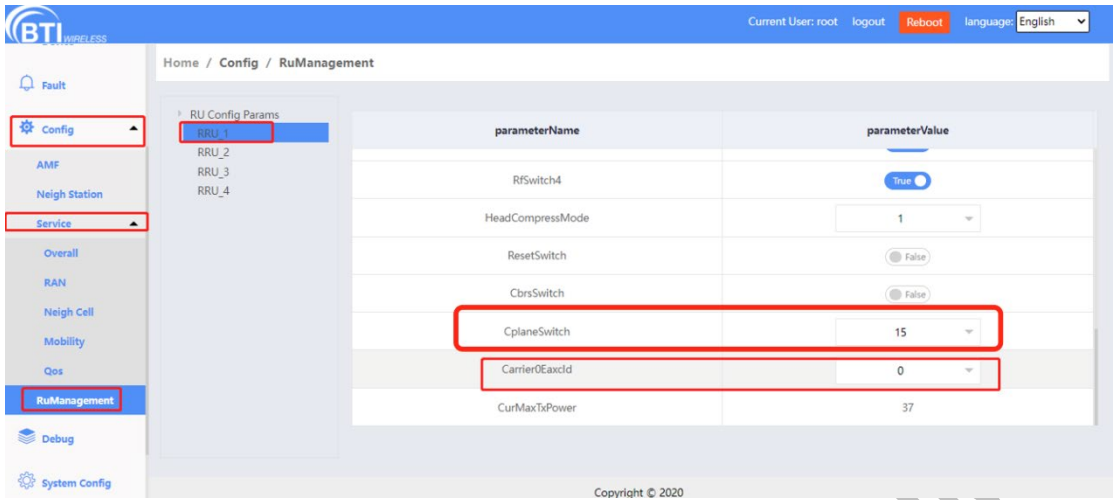 BTI WIRELESS
Current User: root logout Reboot language: English
Home / Config / RuManagement
Fault
Config
AMF
Neigh Station
Service
Overall
RAN
Neigh Cell
Mobility
Qos
RuManagement
Debug
System Config
RU Config Params
RRU_1
RRU_2
RRU_3
RRU_4
parameterName parameterValue
RfSwitch4 True
HeadCompressMode 1
ResetSwitch False
CbrsSwitch False
CplaneSwitch 15
Carrier0EaxcId 0
CurMaxTxPower 37
Copyright © 2020